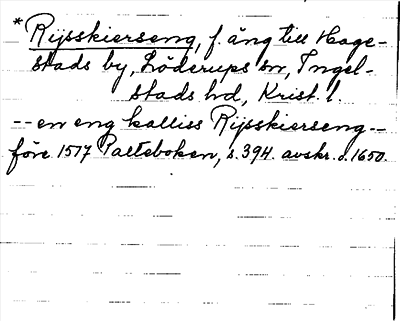 * Rijsskierseng, f. äng till Hage-
stads by, Löderups sn, Ingel-
stads hd, Krist. l.
-- en eng kalliss Rijsskierseng --
före 1517 Palteboken, s. 394. avskr. o. 1650.